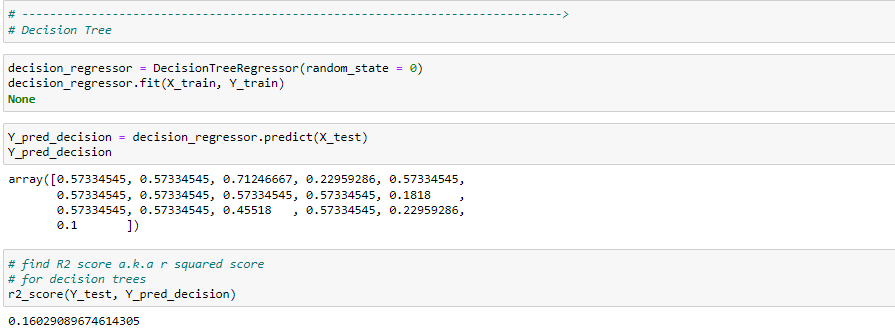 # ------------------------------------------------------------------------->
# Decision Tree
decision_regressor = DecisionTreeRegressor(random_state = 0)
decision_regressor.fit(X_train, Y_train)
None
Y_pred_decision = decision_regressor.predict(X_test)
Y_pred_decision
array([0.57334545, 0.57334545, 0.71246667, 0.22959286, 0.57334545,
       0.57334545, 0.57334545, 0.57334545, 0.57334545, 0.1818    ,
       0.57334545, 0.57334545, 0.45518   , 0.57334545, 0.22959286,
       0.1       ])
# find R2 score a.k.a r squared score
# for decision trees
r2_score(Y_test, Y_pred_decision)
0.16029089674614305